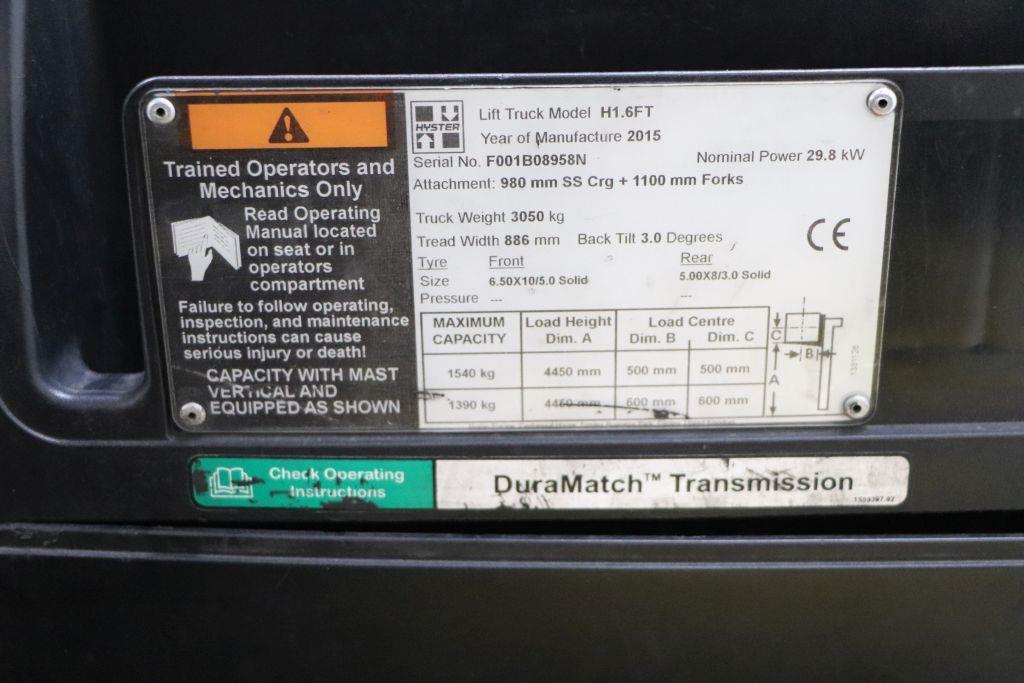 Trained Operators and
Mechanics Only
Read Operating
Manual located
on seat or in
operators
compartment
Failure to follow operating,
inspection, and maintenance
instructions can cause
serious injury or death!
CAPACITY WITH MAST
VERTICAL AND
EQUIPPED AS SHOWN
HYSTER
Lift Truck Model H1.6FT
Year of Manufacture 2015
Serial No. F001B08958N Nominal Power 29.8 kW
Attachment: 980 mm SS Crg + 1100 mm Forks
Truck Weight 3050 kg
Tread Width 886 mm Back Tilt 3.0 Degrees
CE
Tyre Front Rear
Size 6.50X10/5.0 Solid 5.00X8/3.0 Solid
Pressure --- ---
MAXIMUM Load Height Load Centre
CAPACITY Dim. A Dim. B Dim. C
1540 kg 4450 mm 500 mm 500 mm
1390 kg 4450 mm 600 mm 600 mm
C
B
A
Check Operating
Instructions
DuraMatch™ Transmission